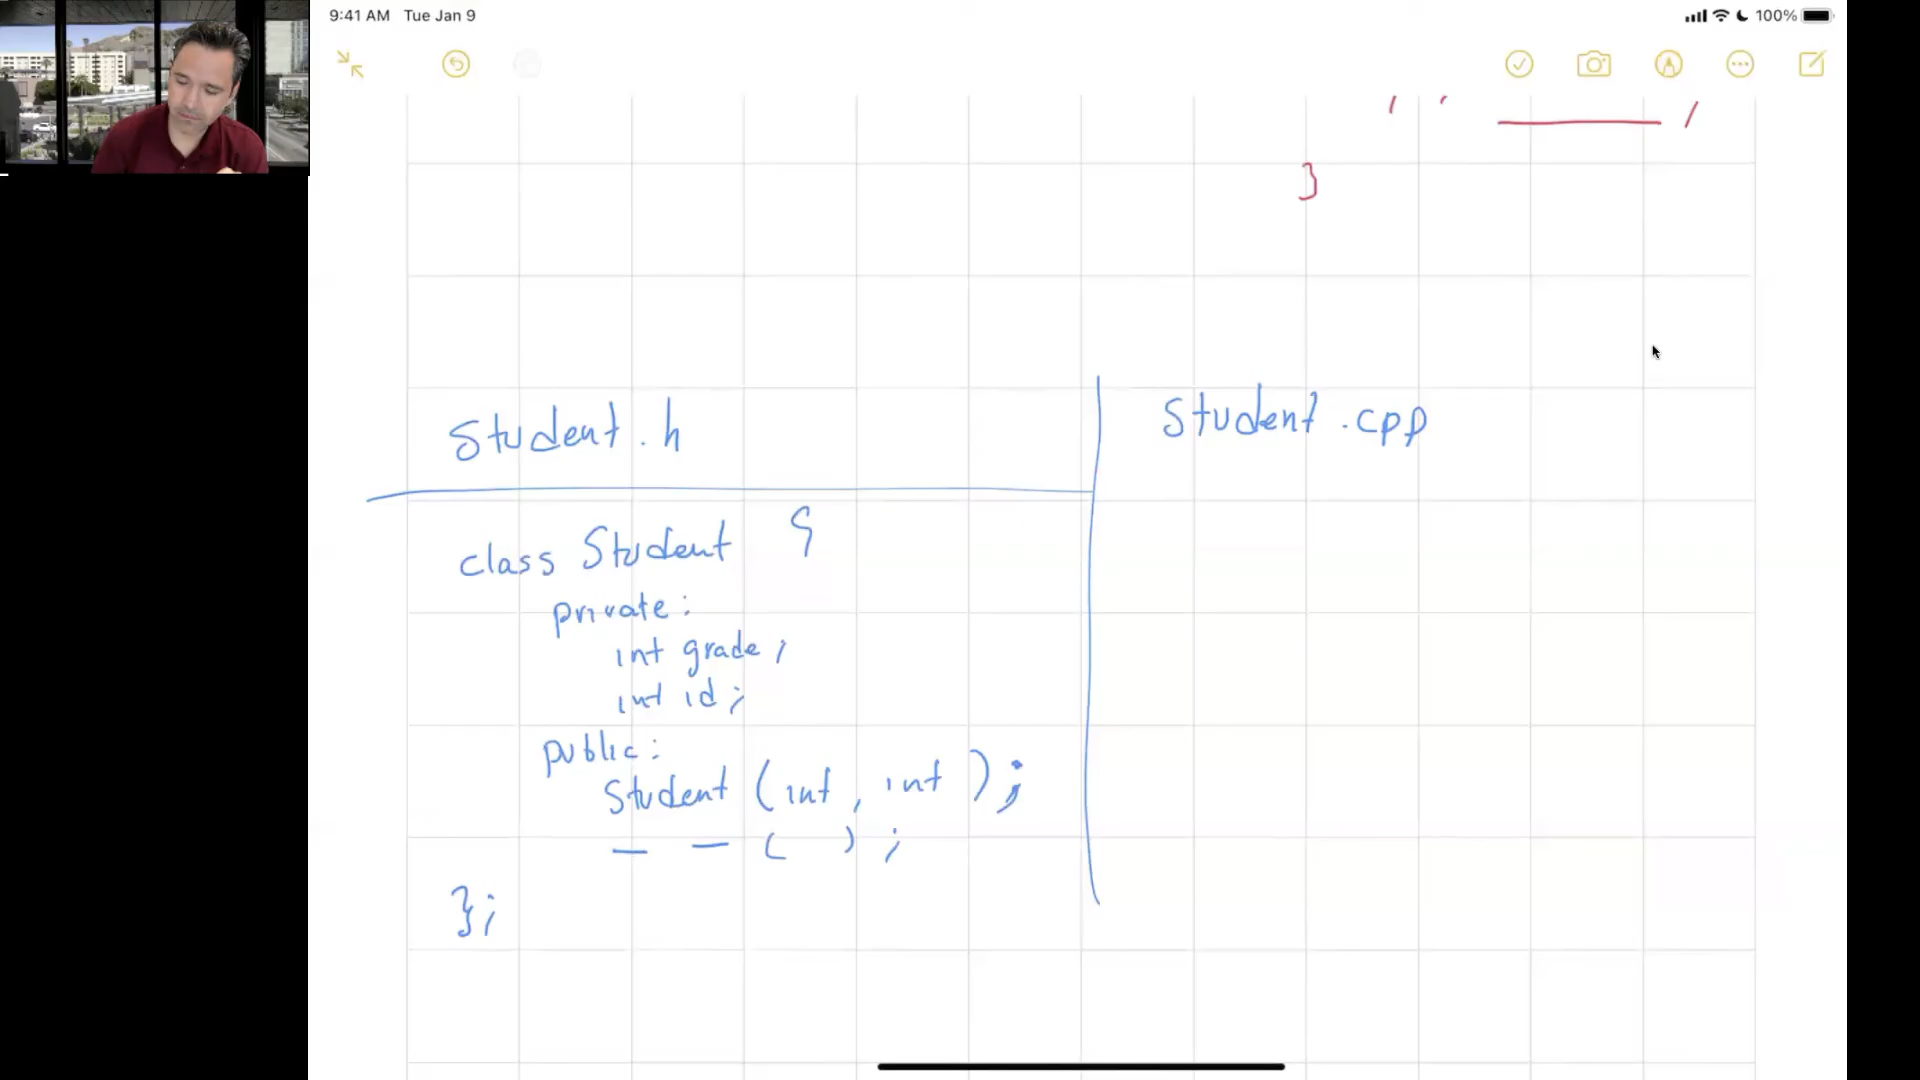 9:41 AM Tue Jan 9
100%
}
Student.h
Student.cpp
class Student {
private:
int grade;
int id;
public:
Student (int, int);
_ _ ( ) ;
};